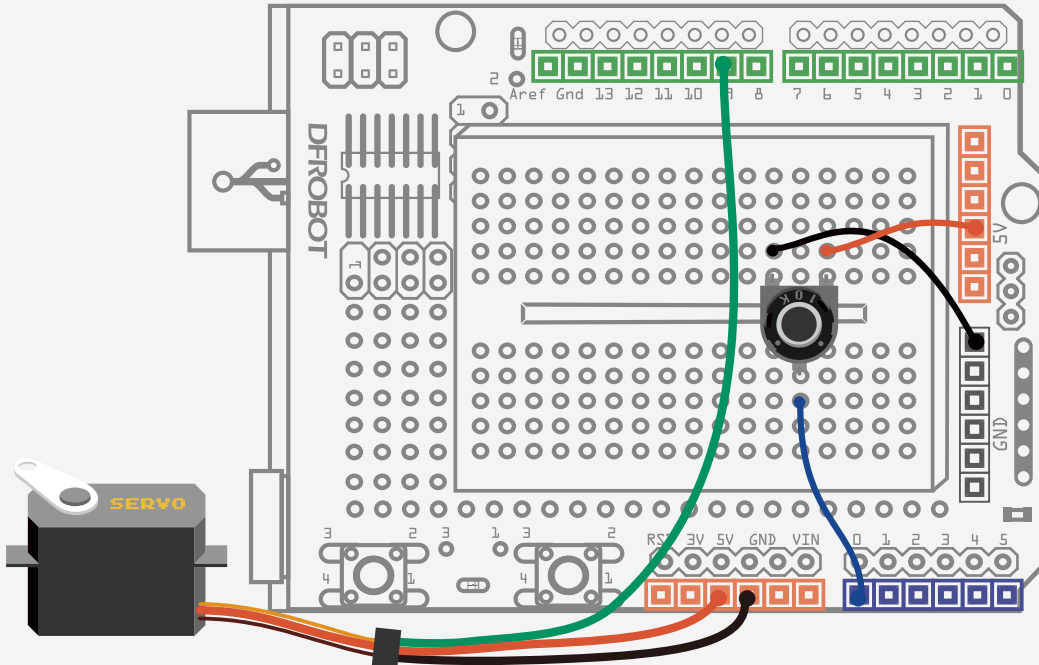 2
Aref Gnd 13 12 11 10 9 8 7 6 5 4 3 2 1 0
1
DFROBOT
1
5V
10K
GND
SERVO
3 2 3 1 3 2
4 1 4 1
RST 3V 5V GND VIN 0 1 2 3 4 5